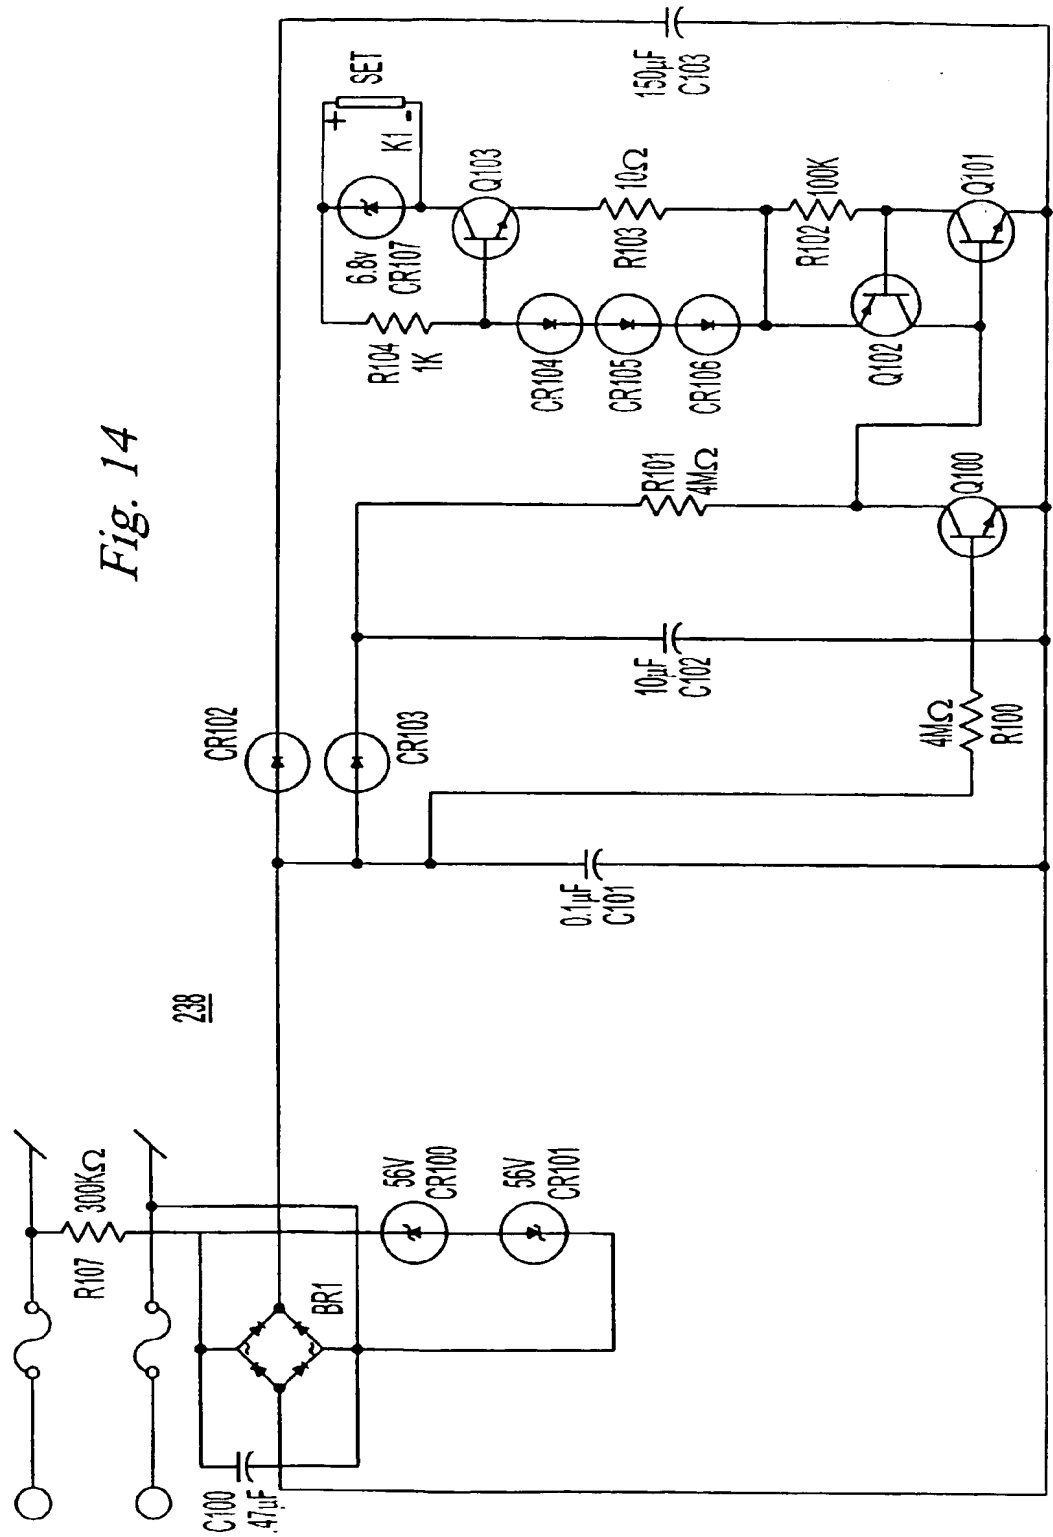 Fig. 14
238
C100
.47µF
R107
300KΩ
BR1
56V
CR100
56V
CR101
CR102
CR103
0.1µF
C101
10µF
C102
4MΩ
R100
R101
4MΩ
Q100
R104
1K
6.8v
CR107
+
-
K1
SET
Q103
CR104
CR105
CR106
R103
10Ω
R102
100K
Q102
Q101
150µF
C103